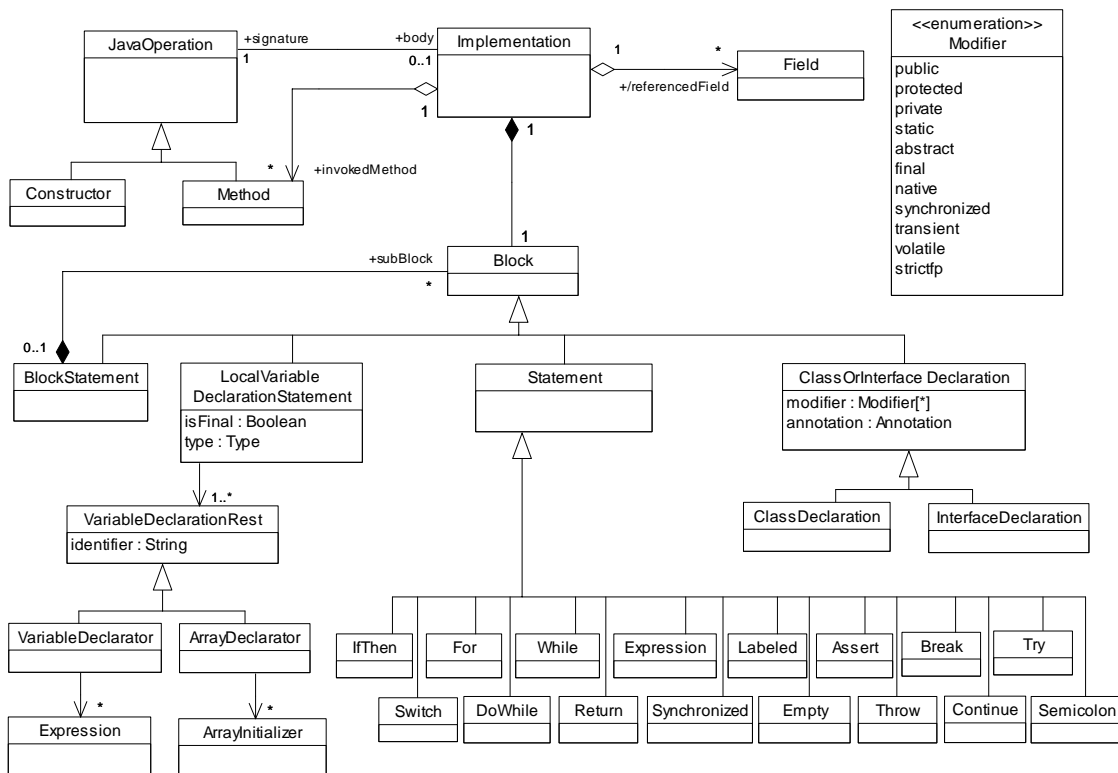 JavaOperation
+signature
1
+body
0..1
Implementation
1
*
+/referencedField
Field
<<enumeration>>
Modifier
public
protected
private
static
abstract
final
native
synchronized
transient
volatile
strictfp
1
1
*
+invokedMethod
Constructor
Method
1
+subBlock
*
Block
0..1
BlockStatement
LocalVariable
DeclarationStatement
isFinal : Boolean
type : Type
Statement
ClassOrInterface Declaration
modifier : Modifier[*]
annotation : Annotation
1..*
VariableDeclarationRest
identifier : String
ClassDeclaration
InterfaceDeclaration
VariableDeclarator
ArrayDeclarator
IfThen
For
While
Expression
Labeled
Assert
Break
Try
*
*
Expression
ArrayInitializer
Switch
DoWhile
Return
Synchronized
Empty
Throw
Continue
Semicolon